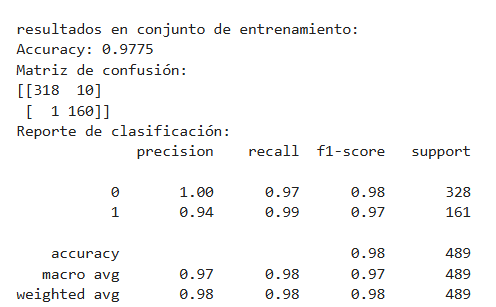 resultados en conjunto de entrenamiento:
Accuracy: 0.9775
Matriz de confusión:
[[318  10]
 [  1 160]]
Reporte de clasificación:
              precision    recall  f1-score   support
           0       1.00      0.97      0.98       328
           1       0.94      0.99      0.97       161
    accuracy                           0.98       489
   macro avg       0.97      0.98      0.97       489
weighted avg       0.98      0.98      0.98       489